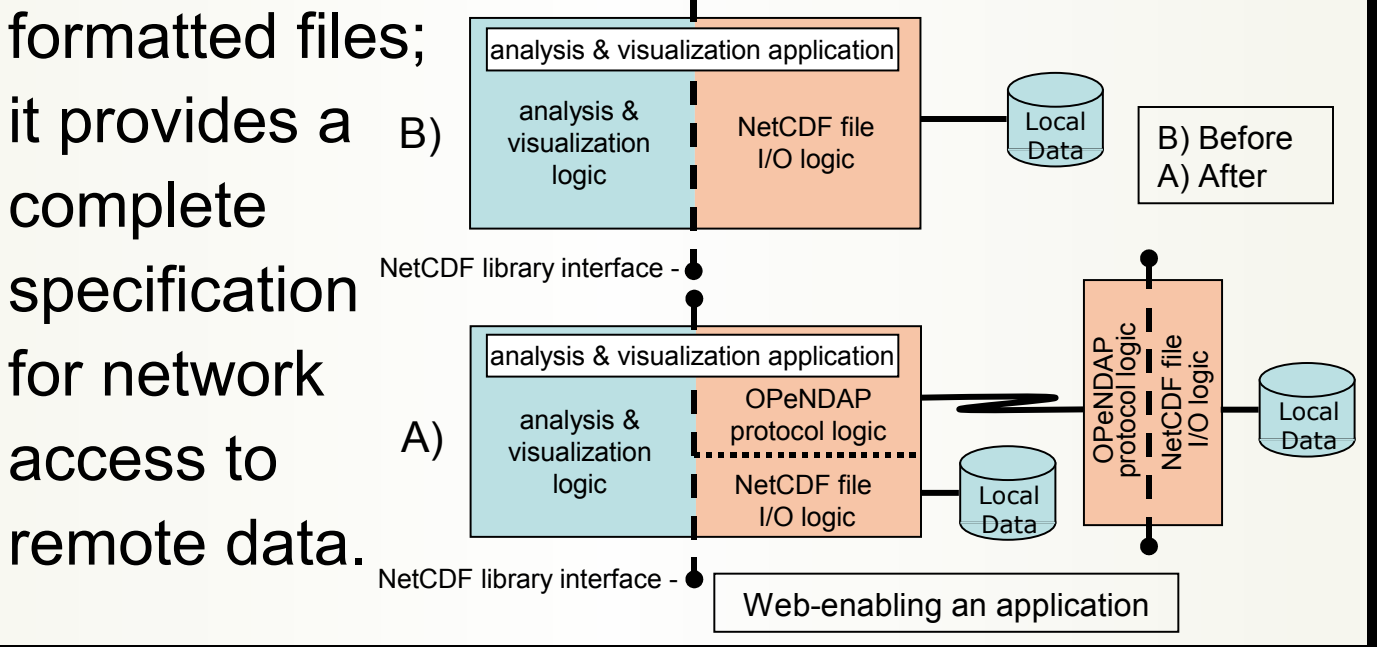 formatted files;
it provides a
complete
specification
for network
access to
remote data.
B)
analysis & visualization application
analysis &
visualization
logic
NetCDF file
I/O logic
Local
Data
B) Before
A) After
NetCDF library interface -
A)
analysis & visualization application
analysis &
visualization
logic
OPeNDAP
protocol logic
NetCDF file
I/O logic
Local
Data
OPeNDAP
protocol logic
NetCDF file
I/O logic
Local
Data
NetCDF library interface -
Web-enabling an application